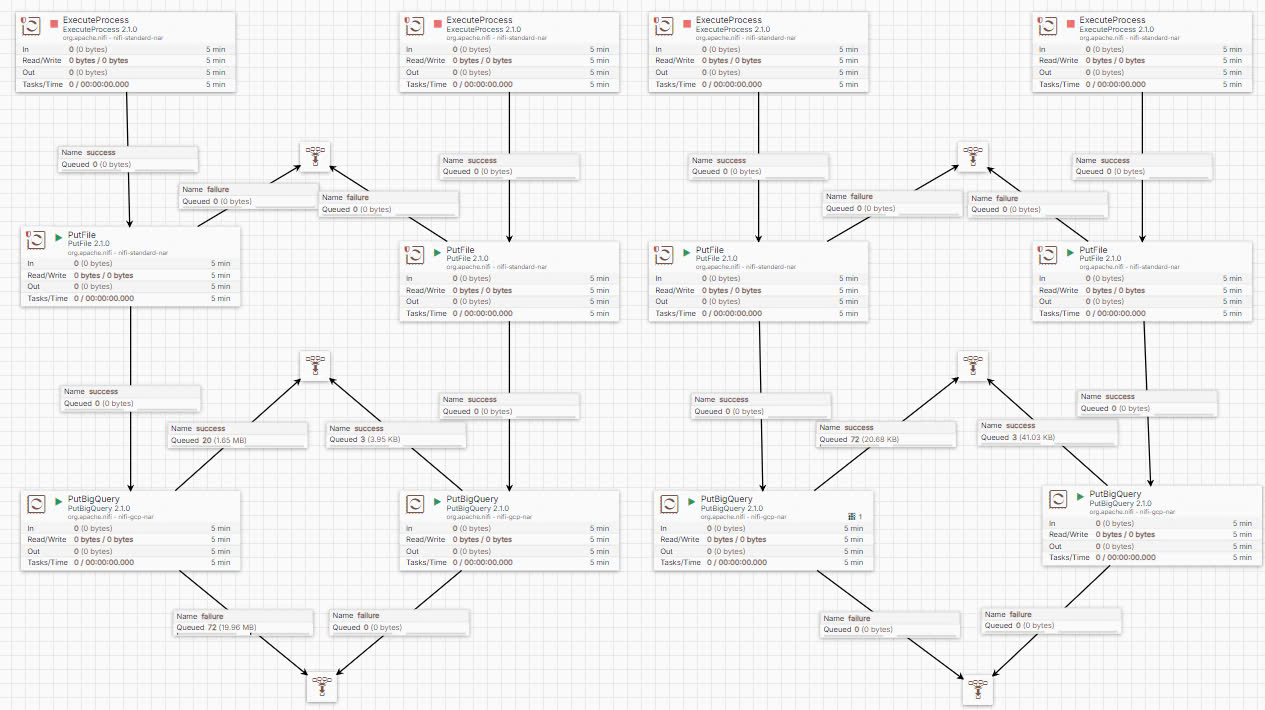 ExecuteProcess
ExecuteProcess 2.1.0
org.apache.nifi - nifi-standard-nar
In 0 (0 bytes) 5 min
Read/Write 0 bytes / 0 bytes 5 min
Out 0 (0 bytes) 5 min
Tasks/Time 0 / 00:00:00.000 5 min
ExecuteProcess
ExecuteProcess 2.1.0
org.apache.nifi - nifi-standard-nar
In 0 (0 bytes) 5 min
Read/Write 0 bytes / 0 bytes 5 min
Out 0 (0 bytes) 5 min
Tasks/Time 0 / 00:00:00.000 5 min
ExecuteProcess
ExecuteProcess 2.1.0
org.apache.nifi - nifi-standard-nar
In 0 (0 bytes) 5 min
Read/Write 0 bytes / 0 bytes 5 min
Out 0 (0 bytes) 5 min
Tasks/Time 0 / 00:00:00.000 5 min
ExecuteProcess
ExecuteProcess 2.1.0
org.apache.nifi - nifi-standard-nar
In 0 (0 bytes) 5 min
Read/Write 0 bytes / 0 bytes 5 min
Out 0 (0 bytes) 5 min
Tasks/Time 0 / 00:00:00.000 5 min
Name success
Queued 0 (0 bytes)
Name success
Queued 0 (0 bytes)
Name success
Queued 0 (0 bytes)
Name success
Queued 0 (0 bytes)
Name failure
Queued 0 (0 bytes)
Name failure
Queued 0 (0 bytes)
Name failure
Queued 0 (0 bytes)
Name failure
Queued 0 (0 bytes)
PutFile
PutFile 2.1.0
org.apache.nifi - nifi-standard-nar
In 0 (0 bytes) 5 min
Read/Write 0 bytes / 0 bytes 5 min
Out 0 (0 bytes) 5 min
Tasks/Time 0 / 00:00:00.000 5 min
PutFile
PutFile 2.1.0
org.apache.nifi - nifi-standard-nar
In 0 (0 bytes) 5 min
Read/Write 0 bytes / 0 bytes 5 min
Out 0 (0 bytes) 5 min
Tasks/Time 0 / 00:00:00.000 5 min
PutFile
PutFile 2.1.0
org.apache.nifi - nifi-standard-nar
In 0 (0 bytes) 5 min
Read/Write 0 bytes / 0 bytes 5 min
Out 0 (0 bytes) 5 min
Tasks/Time 0 / 00:00:00.000 5 min
PutFile
PutFile 2.1.0
org.apache.nifi - nifi-standard-nar
In 0 (0 bytes) 5 min
Read/Write 0 bytes / 0 bytes 5 min
Out 0 (0 bytes) 5 min
Tasks/Time 0 / 00:00:00.000 5 min
Name success
Queued 0 (0 bytes)
Name success
Queued 0 (0 bytes)
Name success
Queued 0 (0 bytes)
Name success
Queued 0 (0 bytes)
Name success
Queued 20 (1.65 MB)
Name success
Queued 3 (3.95 KB)
Name success
Queued 72 (20.68 KB)
Name success
Queued 3 (41.03 KB)
PutBigQuery
PutBigQuery 2.1.0
org.apache.nifi - nifi-gcp-nar
In 0 (0 bytes) 5 min
Read/Write 0 bytes / 0 bytes 5 min
Out 0 (0 bytes) 5 min
Tasks/Time 0 / 00:00:00.000 5 min
PutBigQuery
PutBigQuery 2.1.0
org.apache.nifi - nifi-gcp-nar
In 0 (0 bytes) 5 min
Read/Write 0 bytes / 0 bytes 5 min
Out 0 (0 bytes) 5 min
Tasks/Time 0 / 00:00:00.000 5 min
PutBigQuery
PutBigQuery 2.1.0
org.apache.nifi - nifi-gcp-nar 1
In 0 (0 bytes) 5 min
Read/Write 0 bytes / 0 bytes 5 min
Out 0 (0 bytes) 5 min
Tasks/Time 0 / 00:00:00.000 5 min
PutBigQuery
PutBigQuery 2.1.0
org.apache.nifi - nifi-gcp-nar
In 0 (0 bytes) 5 min
Read/Write 0 bytes / 0 bytes 5 min
Out 0 (0 bytes) 5 min
Tasks/Time 0 / 00:00:00.000 5 min
Name failure
Queued 72 (19.96 MB)
Name failure
Queued 0 (0 bytes)
Name failure
Queued 0 (0 bytes)
Name failure
Queued 0 (0 bytes)